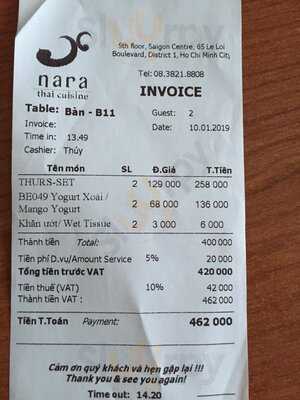 nara
thai cuisine
5th floor, Saigon Centre, 65 Le Loi
Boulevard, District 1, Ho Chi Minh City
Tel: 08.3821.8808
INVOICE
Table: Bàn - B11
Guest: 2
Invoice:
Date: 10.01.2019
Time in: 13.49
Cashier: Thúy
Tên món SL Đ.Giá T.Tiền
THURS-SET 2 129 000 258 000
BE049 Yogurt Xoài / 2 68 000 136 000
Mango Yogurt
Khăn ướt/ Wet Tissue 2 3 000 6 000
Thành tiền Total: 400 000
Tiền phí D.vụ/Amount Service 5% 20 000
Tổng tiền trước VAT 420 000
Tiền thuế (VAT) 10% 42 000
Thành tiền VAT : 462 000
Tiền T.Toán Payment: 462 000
Cảm ơn quý khách và hẹn gặp lại !!!
Thank you & see you again!
Time out: 14.20